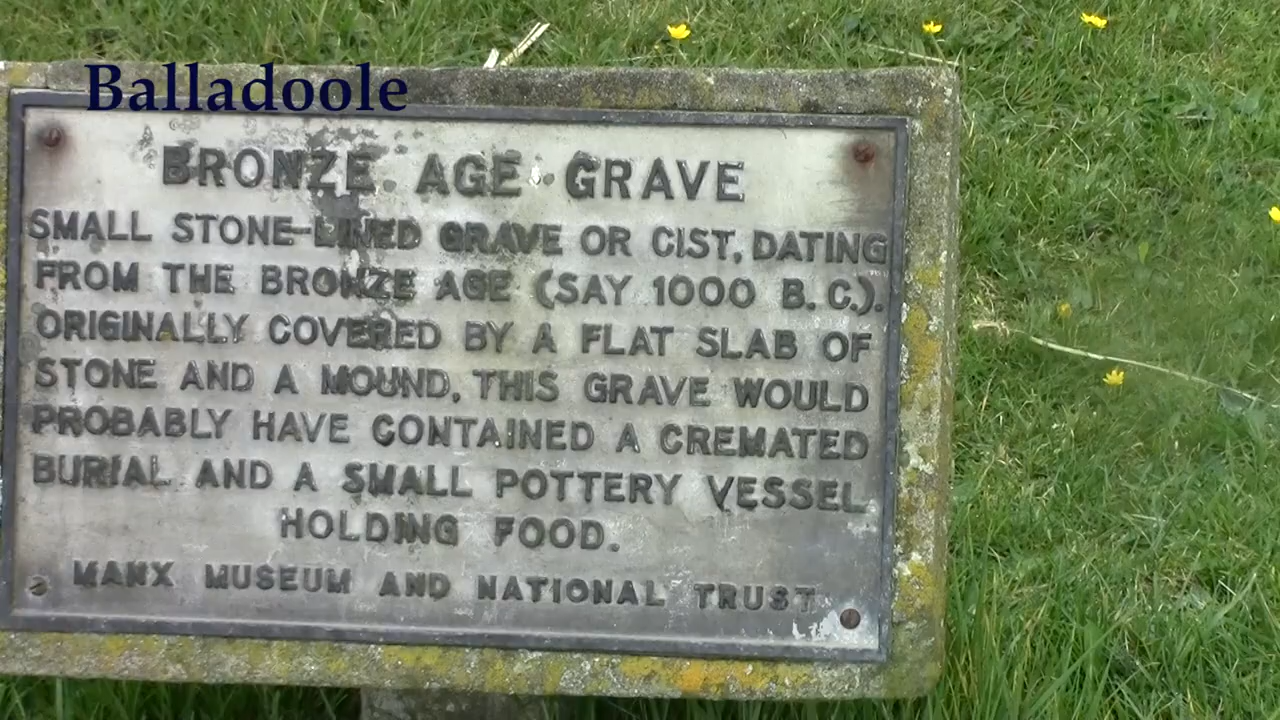 Balladoole
BRONZE AGE GRAVE
SMALL STONE-LINED GRAVE OR CIST, DATING
FROM THE BRONZE AGE (SAY 1000 B.C.).
ORIGINALLY COVERED BY A FLAT SLAB OF
STONE AND A MOUND, THIS GRAVE WOULD
PROBABLY HAVE CONTAINED A CREMATED
BURIAL AND A SMALL POTTERY VESSEL
HOLDING FOOD.
MANX MUSEUM AND NATIONAL TRUST